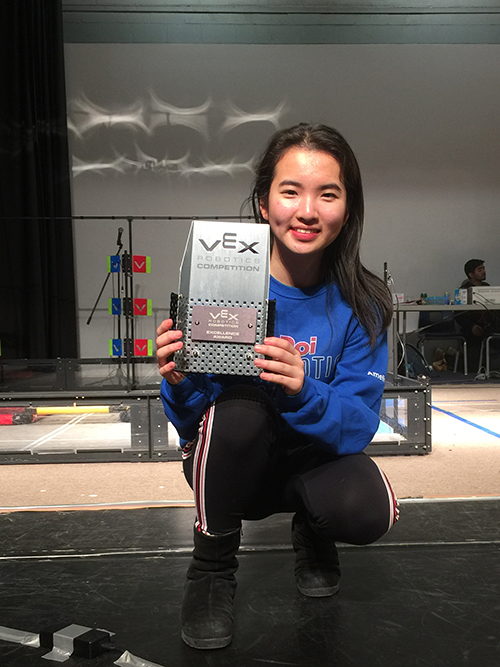 VEX
ROBOTICS
COMPETITION
VEX
ROBOTICS
COMPETITION
EXCELLENCE
AWARD